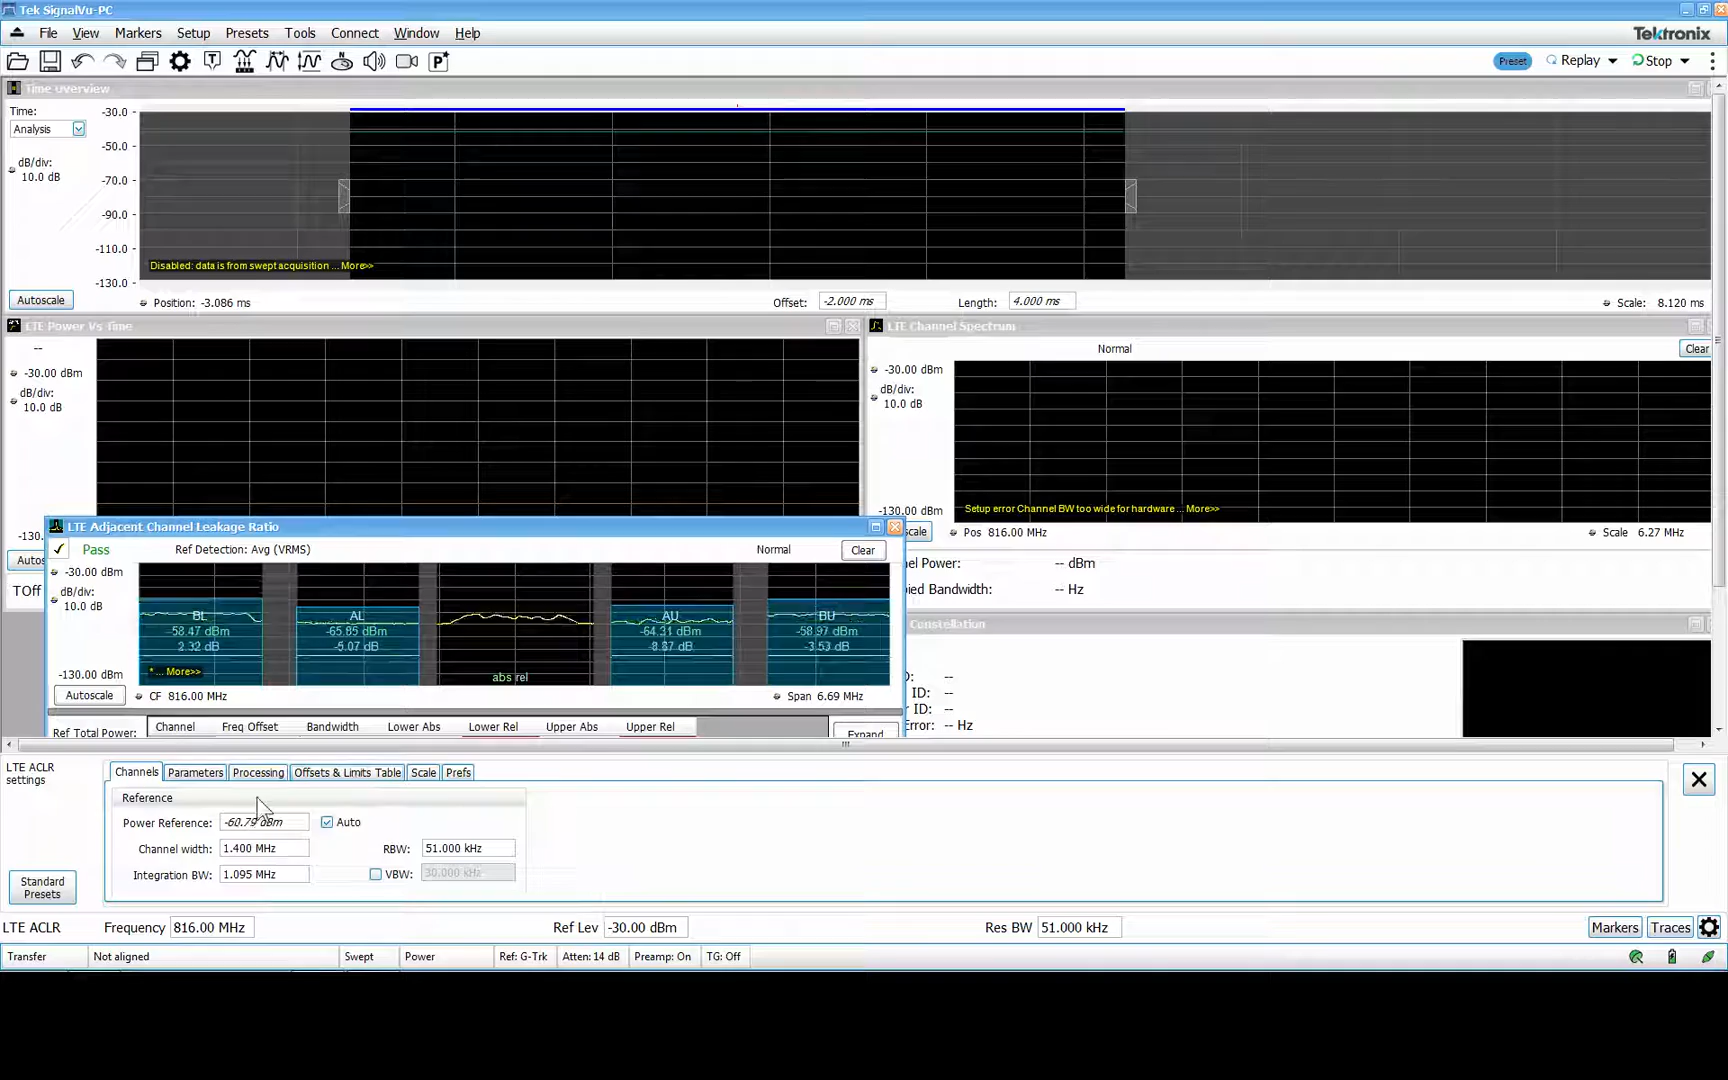 Tek SignalVu-PC
File View Markers Setup Presets Tools Connect Window Help
Tektronix
Preset Replay Stop
Time overview
Time:
Analysis
dB/div:
10.0 dB
-30.0
-50.0
-70.0
-90.0
-110.0
-130.0
Disabled: data is from swept acquisition ... More>>
Autoscale
Position: -3.086 ms
Offset: -2.000 ms
Length: 4.000 ms
Scale: 8.120 ms
LTE Power Vs Time
--
-30.00 dBm
dB/div:
10.0 dB
-130.
Autos
TOff
LTE Channel Spectrum
Normal
Clear
-30.00 dBm
dB/div:
10.0 dB
-130.00 dBm
Setup error Channel BW too wide for hardware ... More>>
scale
Pos 816.00 MHz
Scale 6.27 MHz
el Power: -- dBm
pied Bandwidth: -- Hz
Constellation
D: --
ID: --
Error: -- Hz
LTE Adjacent Channel Leakage Ratio
Pass
Ref Detection: Avg (VRMS)
Normal
Clear
-30.00 dBm
dB/div:
10.0 dB
-130.00 dBm
BL
-58.47 dBm
2.32 dB
* ... More>>
AL
-65.85 dBm
-5.07 dB
abs rel
AU
-64.31 dBm
-8.87 dB
BU
-58.97 dBm
-3.53 dB
Autoscale
CF 816.00 MHz
Span 6.69 MHz
Ref Total Power:
Channel Freq Offset Bandwidth Lower Abs Lower Rel Upper Abs Upper Rel
Expand
LTE ACLR
settings
Standard
Presets
Channels Parameters Processing Offsets & Limits Table Scale Prefs
Reference
Power Reference: -60.79 dBm Auto
Channel width: 1.400 MHz RBW: 51.000 kHz
Integration BW: 1.095 MHz VBW: 30.000 kHz
LTE ACLR Frequency 816.00 MHz Ref Lev -30.00 dBm Res BW 51.000 kHz Markers Traces
Transfer Not aligned Swept Power Ref: G-Trk Atten: 14 dB Preamp: On TG: Off